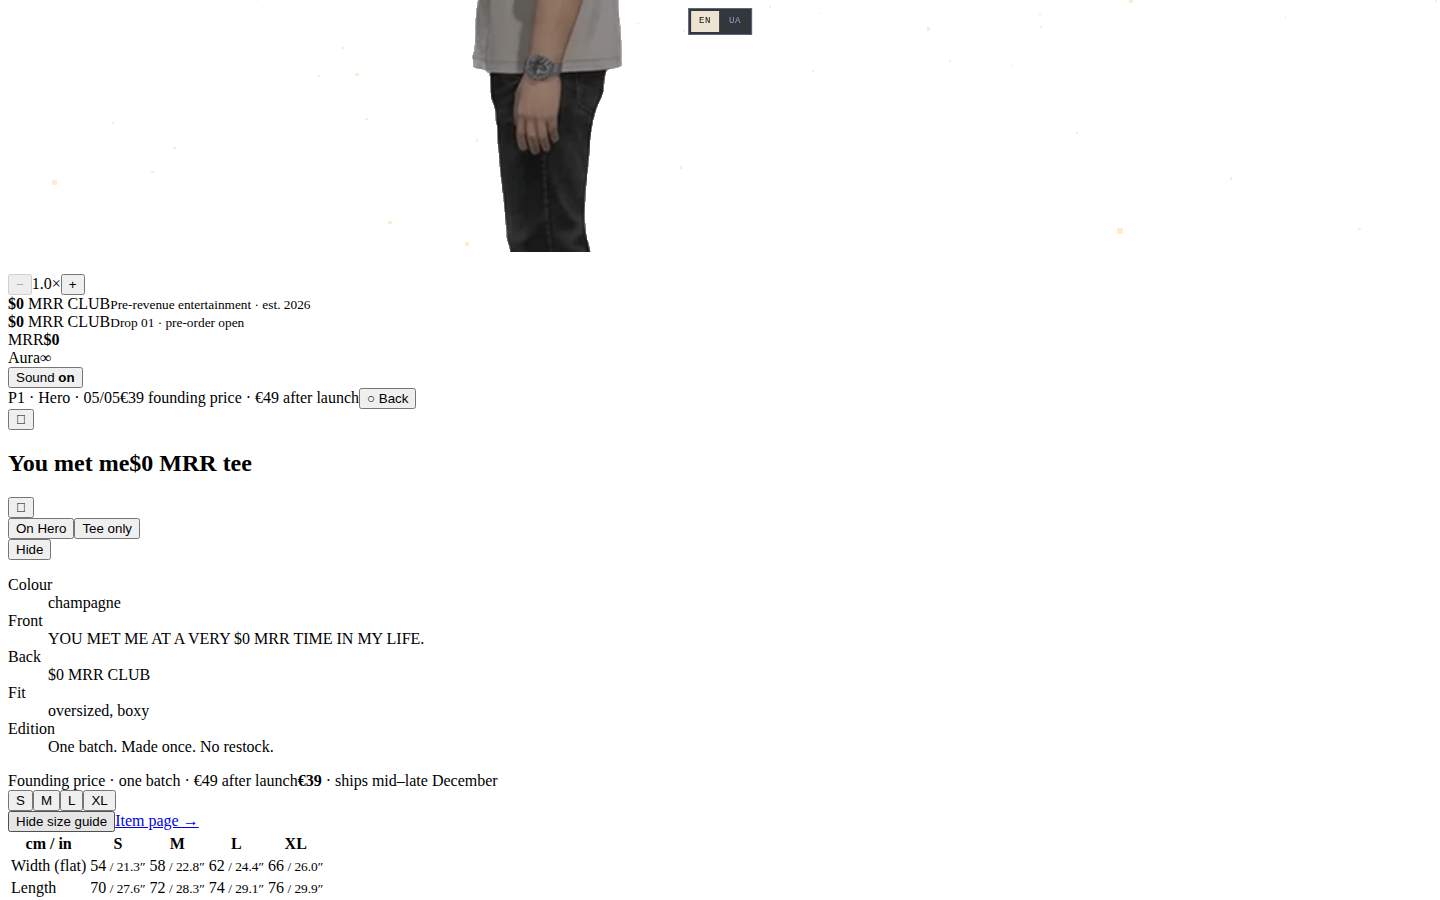 EN UA
− 1.0× +
$0 MRR CLUBPre-revenue entertainment · est. 2026
$0 MRR CLUBDrop 01 · pre-order open
MRR$0
Aura∞
Sound on
P1 · Hero · 05/05€39 founding price · €49 after launch ○ Back
You met me$0 MRR tee
On Hero Tee only
Hide
Colour
champagne
Front
YOU MET ME AT A VERY $0 MRR TIME IN MY LIFE.
Back
$0 MRR CLUB
Fit
oversized, boxy
Edition
One batch. Made once. No restock.
Founding price · one batch · €49 after launch€39 · ships mid–late December
S M L XL
Hide size guide Item page →
cm / in S M L XL
Width (flat) 54 / 21.3″ 58 / 22.8″ 62 / 24.4″ 66 / 26.0″
Length 70 / 27.6″ 72 / 28.3″ 74 / 29.1″ 76 / 29.9″